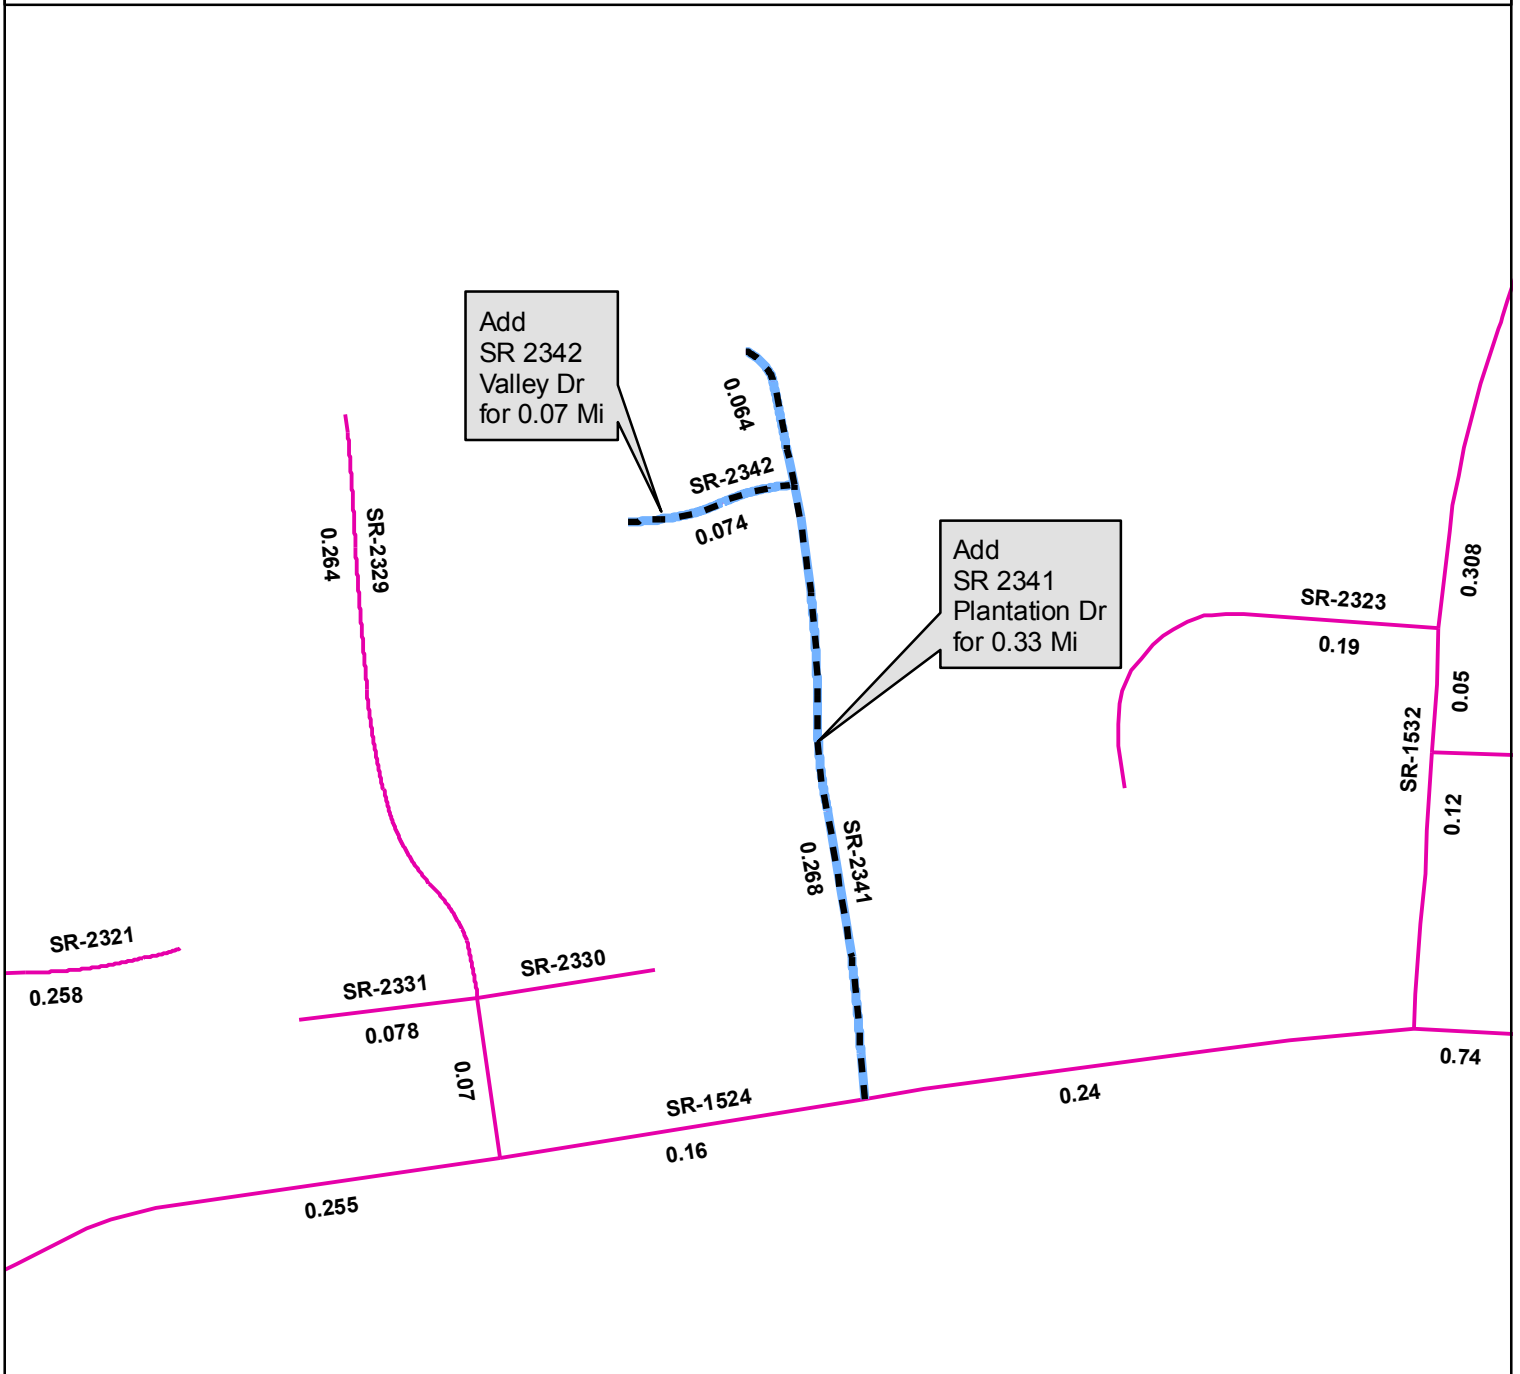 Add
SR 2342
Valley Dr
for 0.07 Mi
0.064
SR-2342
0.074
SR-2329
0.264
Add
SR 2341
Plantation Dr
for 0.33 Mi
0.308
SR-2323
0.19
0.05
SR-1532
0.12
SR-2341
0.268
SR-2321
0.258
SR-2331
0.078
SR-2330
0.07
SR-1524
0.16
0.24
0.74
0.255